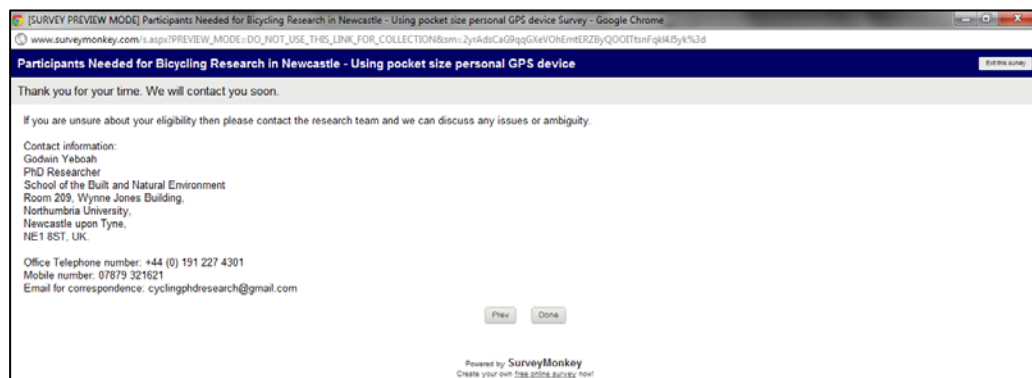 [SURVEY PREVIEW MODE] Participants Needed for Bicycling Research in Newcastle - Using pocket size personal GPS device Survey - Google Chrome
www.surveymonkey.com/s.aspx?PREVIEW_MODE=DO_NOT_USE_THIS_LINK_FOR_COLLECTION&sm=
Participants Needed for Bicycling Research in Newcastle - Using pocket size personal GPS device
Exit this survey
Thank you for your time. We will contact you soon.
If you are unsure about your eligibility then please contact the research team and we can discuss any issues or ambiguity.
Contact information:
Godwin Yeboah
PhD Researcher
School of the Built and Natural Environment
Room 209, Wynne Jones Building,
Northumbria University,
Newcastle upon Tyne,
NE1 8ST, UK.
Office Telephone number: +44 (0) 191 227 4301
Mobile number: 07879 321621
Email for correspondence: cyclingphdresearch@gmail.com
Prev Done
Powered by SurveyMonkey
Create your own free online survey now!